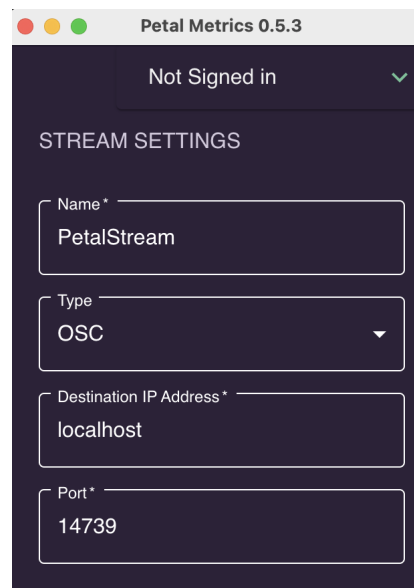 Petal Metrics 0.5.3
Not Signed in
STREAM SETTINGS
Name *
PetalStream
Type
OSC
Destination IP Address *
localhost
Port *
14739